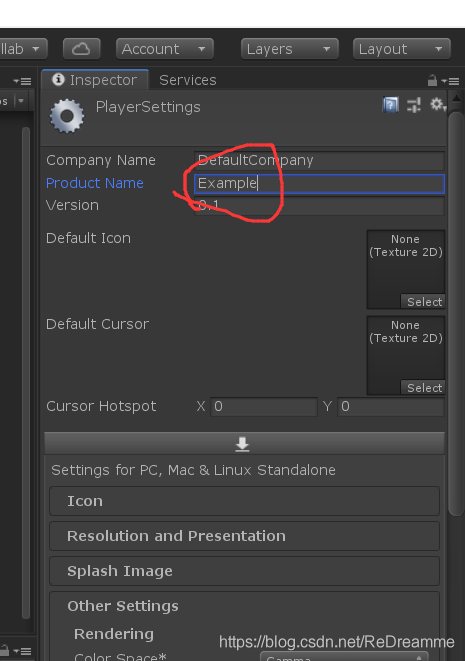 llab Account Layers Layout
Inspector Services
PlayerSettings
Company Name DefaultCompany
Product Name Example
Version 0.1
Default Icon None
(Texture 2D)
Select
Default Cursor None
(Texture 2D)
Select
Cursor Hotspot X 0 Y 0
Settings for PC, Mac & Linux Standalone
Icon
Resolution and Presentation
Splash Image
Other Settings
Rendering
https://blog.csdn.net/ReDreamme
Color Space* Gamma